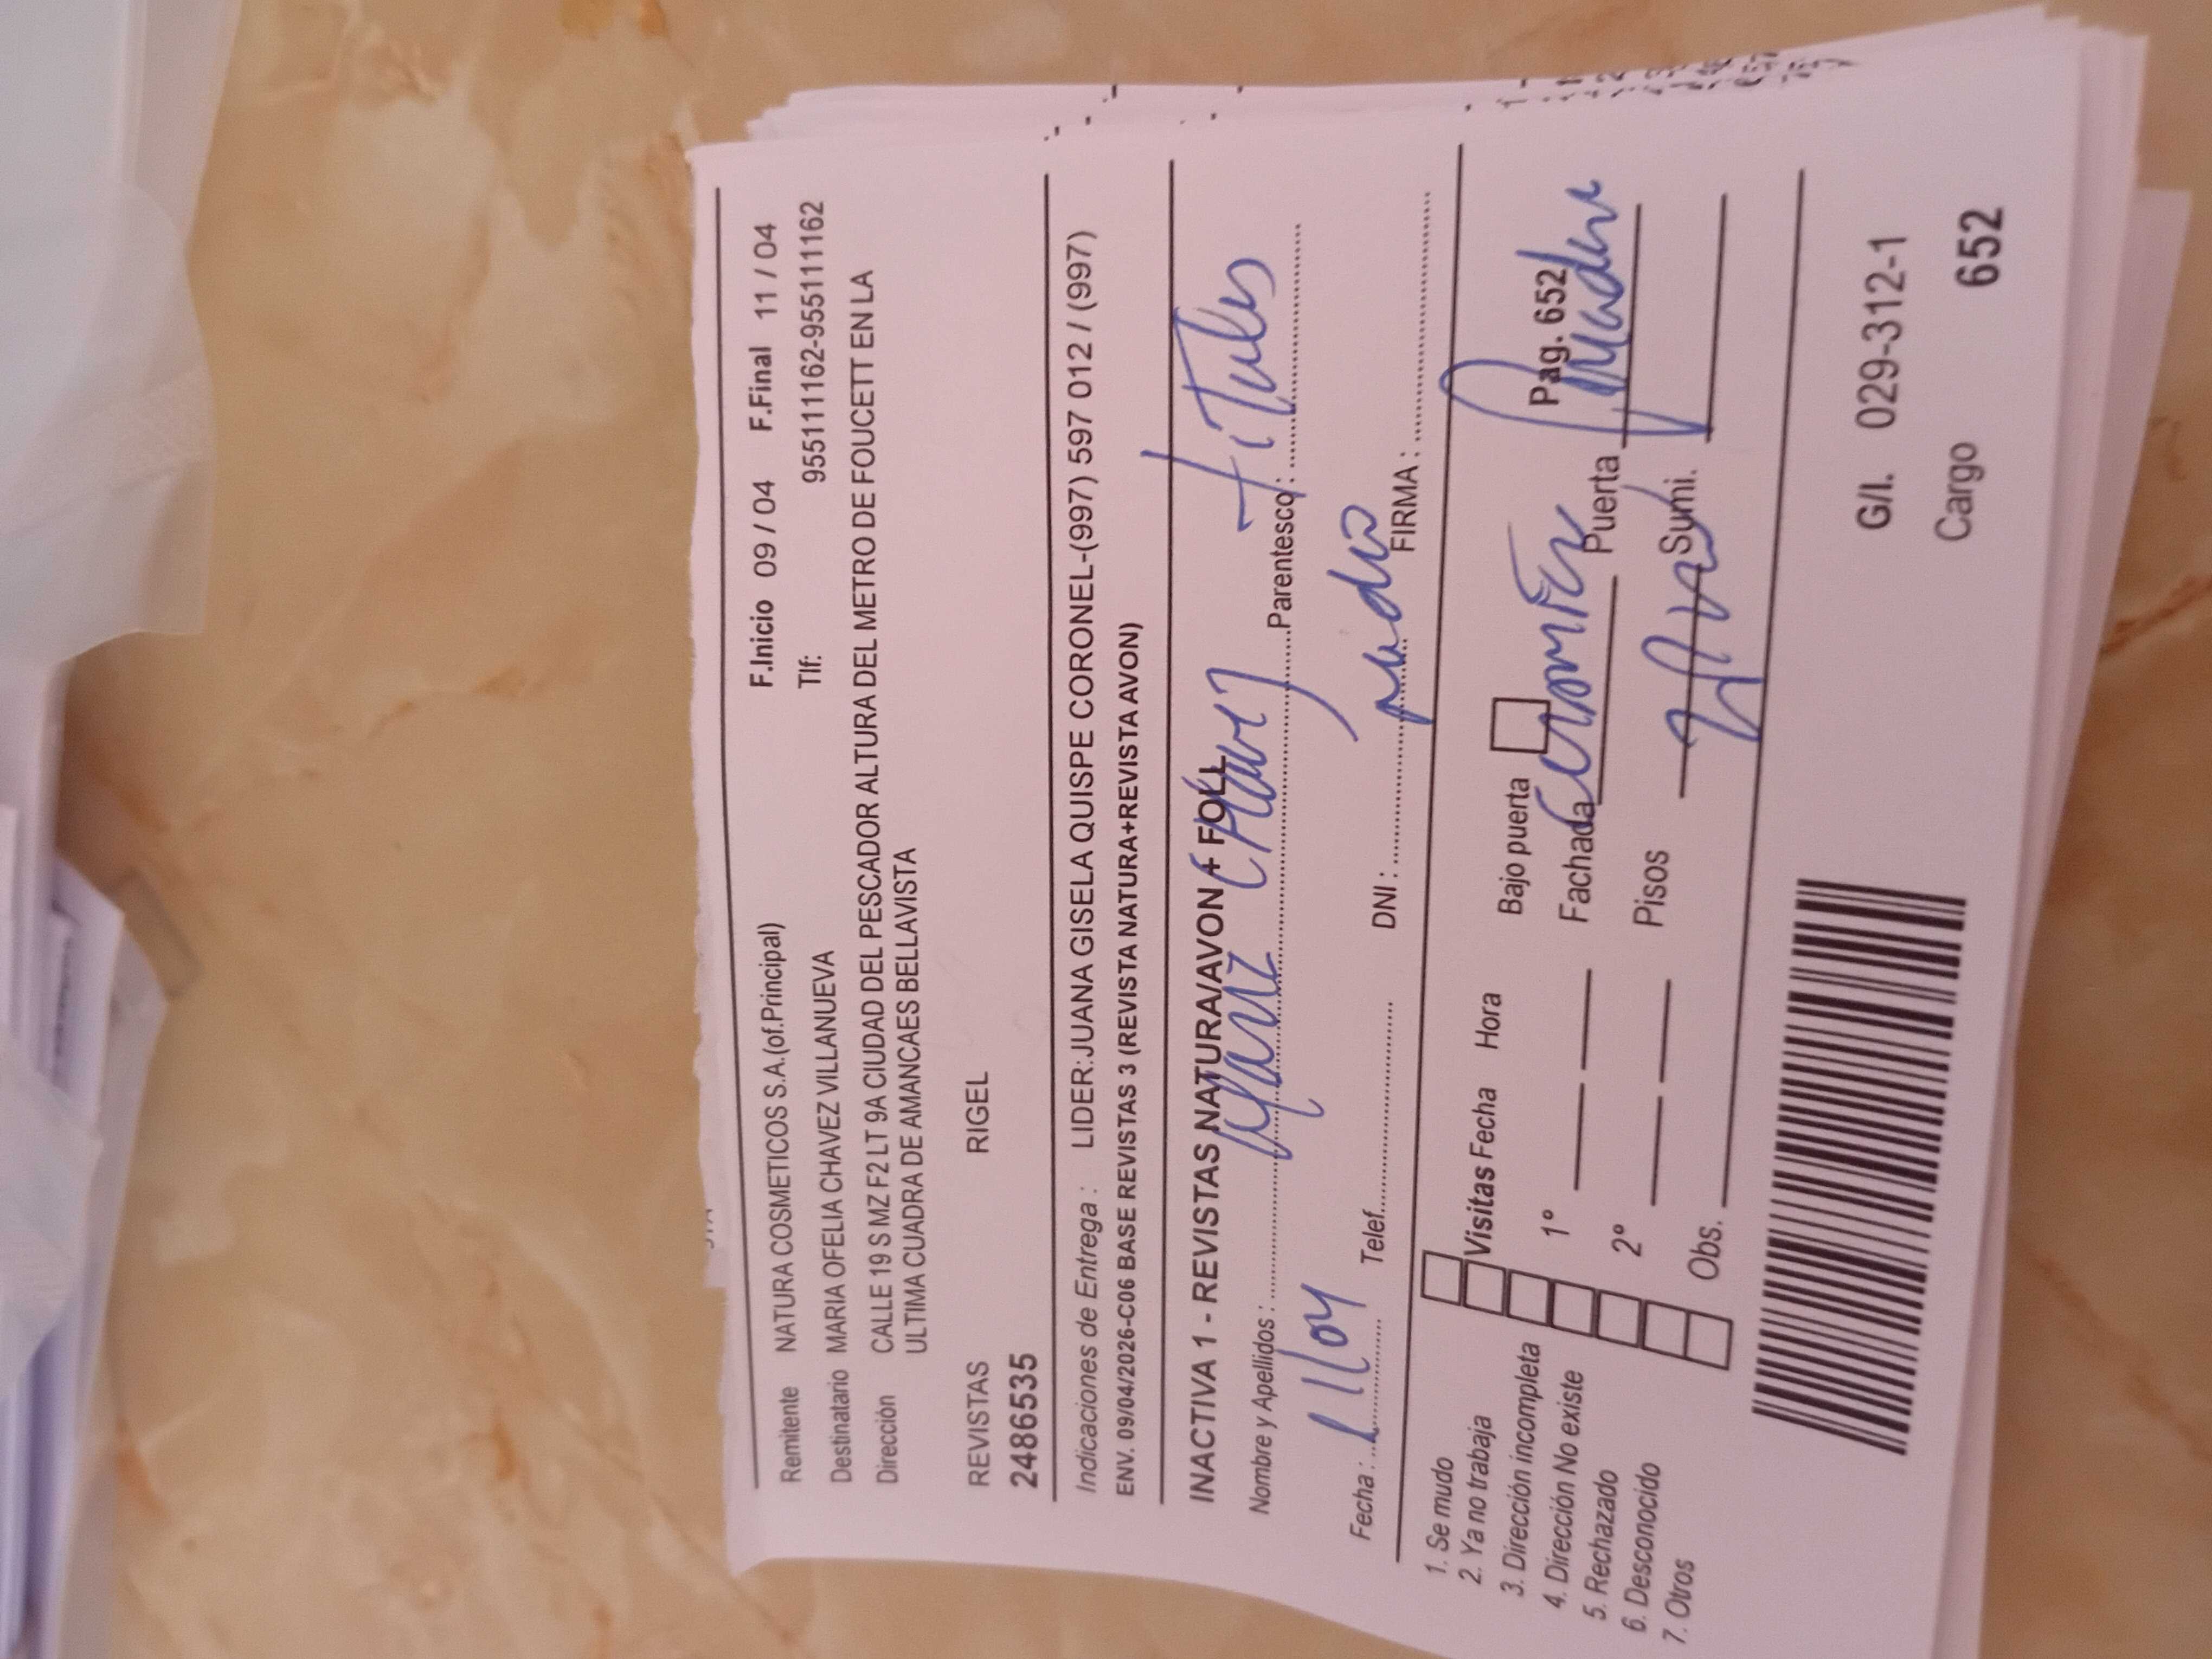 F.Inicio 09 / 04 F.Final 11 / 04
Remitente NATURA COSMETICOS S.A.(of.Principal) Tlf: 955111162-955111162
Destinatario MARIA OFELIA CHAVEZ VILLANUEVA
Dirección CALLE 19 S MZ F2 LT 9A CIUDAD DEL PESCADOR ALTURA DEL METRO DE FOUCETT EN LA
ULTIMA CUADRA DE AMANCAES BELLAVISTA
REVISTAS RIGEL
2486535
Indicaciones de Entrega : LIDER:JUANA GISELA QUISPE CORONEL-(997) 597 012 / (997)
ENV. 09/04/2026-C06 BASE REVISTAS 3 (REVISTA NATURA+REVISTA AVON)
INACTIVA 1 - REVISTAS NATURA/AVON + FOLL
Nombre y Apellidos : Chavez Parentesco : titular
Fecha : Telef. DNI : FIRMA :
1. Se mudo
2. Ya no trabaja
3. Dirección incompleta
4. Dirección No existe
5. Rechazado
6. Desconocido
7. Otros
Visitas Fecha Hora
1°
2°
Obs.
Bajo puerta Pag. 652
Fachada Puerta
Pisos Sumi.
G/I. 029-312-1
Cargo 652